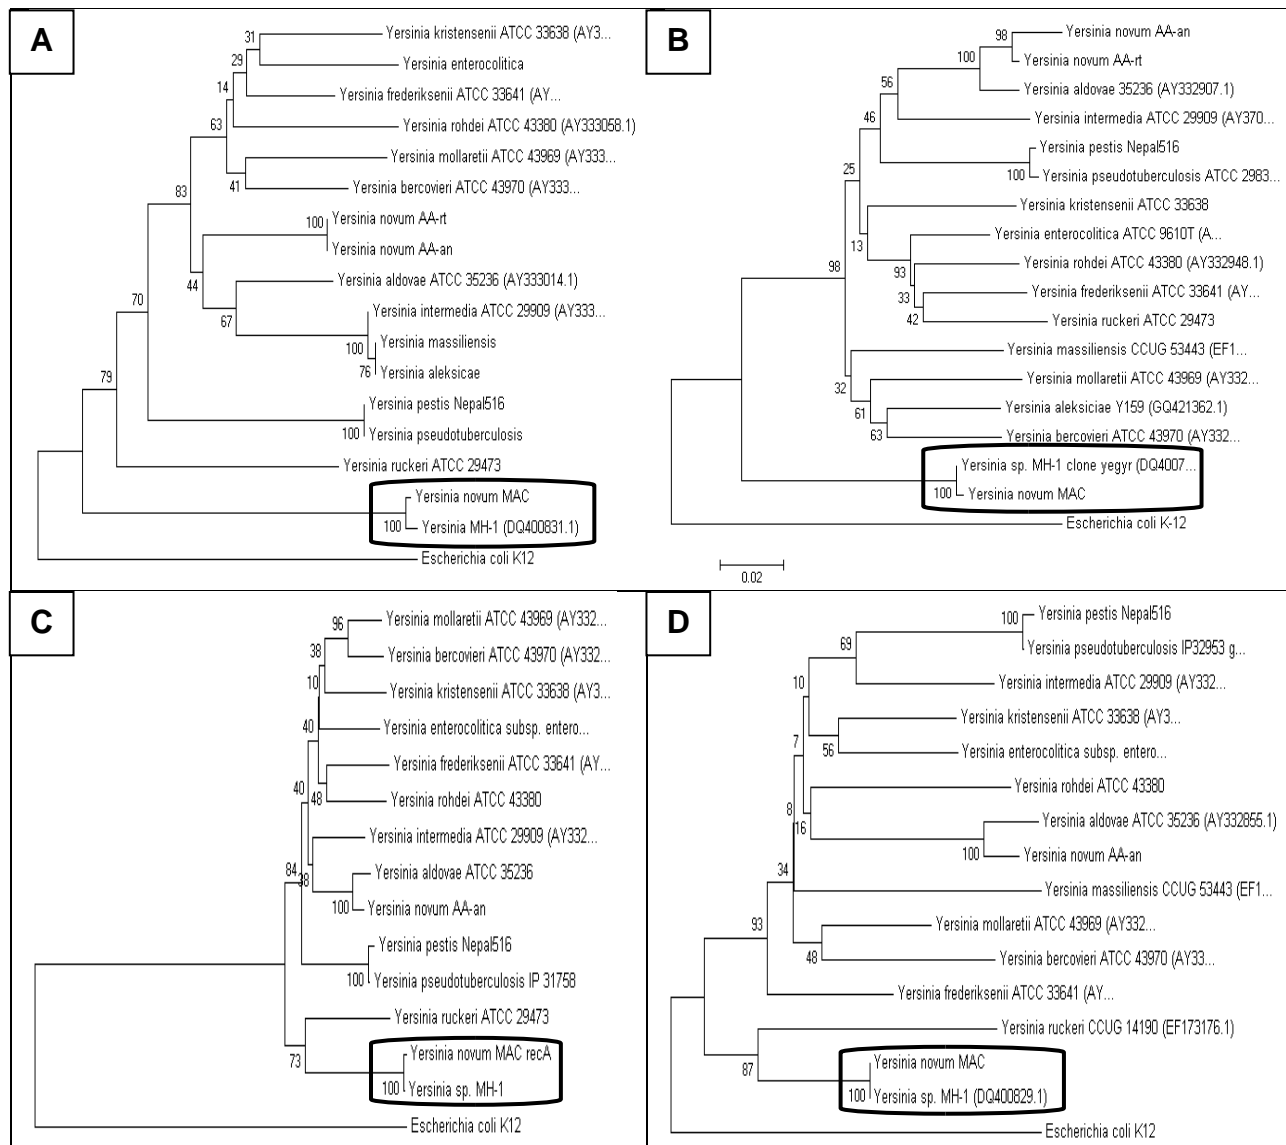 A
31
Yersinia kristensenii ATCC 33638 (AY3...
29
Yersinia enterocolitica
14
Yersinia frederiksenii ATCC 33641 (AY...
63
Yersinia rohdei ATCC 43380 (AY333058.1)
Yersinia mollaretii ATCC 43969 (AY333...
41
Yersinia bercovieri ATCC 43970 (AY333...
83
100
Yersinia novum AA-rt
Yersinia novum AA-an
44
Yersinia aldovae ATCC 35236 (AY333014.1)
70
67
Yersinia intermedia ATCC 29909 (AY333...
100
Yersinia massiliensis
76
Yersinia aleksicae
79
Yersinia pestis Nepal516
100
Yersinia pseudotuberculosis
Yersinia ruckeri ATCC 29473
Yersinia novum MAC
100
Yersinia MH-1 (DQ400831.1)
Escherichia coli K12
B
98
Yersinia novum AA-an
100
Yersinia novum AA-rt
56
Yersinia aldovae 35236 (AY332907.1)
46
Yersinia intermedia ATCC 29909 (AY370...
Yersinia pestis Nepal516
25
100
Yersinia pseudotuberculosis ATCC 2983...
Yersinia kristensenii ATCC 33638
13
Yersinia enterocolitica ATCC 9610T (A...
98
93
Yersinia rohdei ATCC 43380 (AY332948.1)
33
Yersinia frederiksenii ATCC 33641 (AY...
42
Yersinia ruckeri ATCC 29473
Yersinia massiliensis CCUG 53443 (EF1...
32
Yersinia mollaretii ATCC 43969 (AY332...
61
Yersinia aleksiciae Y159 (GQ421362.1)
63
Yersinia bercovieri ATCC 43970 (AY332...
Yersinia sp. MH-1 clone yegyr (DQ4007...
100
Yersinia novum MAC
Escherichia coli K-12
0.02
C
96
Yersinia mollaretii ATCC 43969 (AY332...
38
Yersinia bercovieri ATCC 43970 (AY332...
10
Yersinia kristensenii ATCC 33638 (AY3...
40
Yersinia enterocolitica subsp. entero...
Yersinia frederiksenii ATCC 33641 (AY...
40
48
Yersinia rohdei ATCC 43380
Yersinia intermedia ATCC 29909 (AY332...
84
38
Yersinia aldovae ATCC 35236
100
Yersinia novum AA-an
Yersinia pestis Nepal516
100
Yersinia pseudotuberculosis IP 31758
Yersinia ruckeri ATCC 29473
73
Yersinia novum MAC recA
100
Yersinia sp. MH-1
Escherichia coli K12
D
100
Yersinia pestis Nepal516
69
Yersinia pseudotuberculosis IP32953 g...
10
Yersinia intermedia ATCC 29909 (AY332...
Yersinia kristensenii ATCC 33638 (AY3...
7
56
Yersinia enterocolitica subsp. entero...
Yersinia rohdei ATCC 43380
8
16
Yersinia aldovae ATCC 35236 (AY332855.1)
100
Yersinia novum AA-an
34
Yersinia massiliensis CCUG 53443 (EF1...
93
Yersinia mollaretii ATCC 43969 (AY332...
48
Yersinia bercovieri ATCC 43970 (AY33...
Yersinia frederiksenii ATCC 33641 (AY...
Yersinia ruckeri CCUG 14190 (EF173176.1)
87
Yersinia novum MAC
100
Yersinia sp. MH-1 (DQ400829.1)
Escherichia coli K12